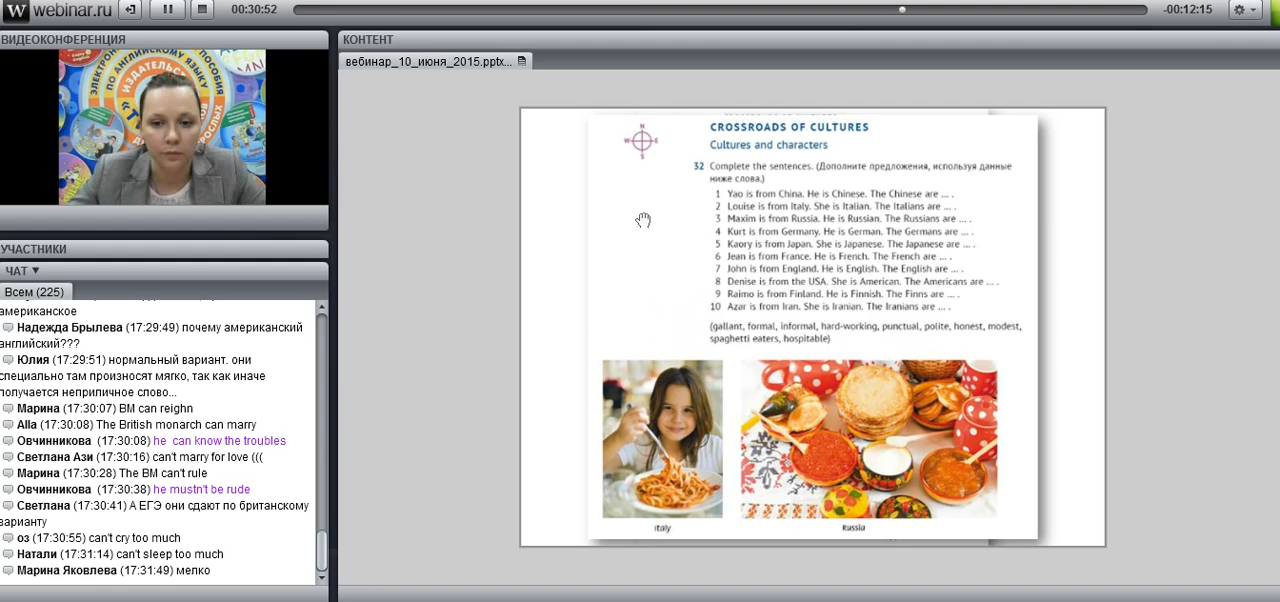 W webinar.ru
00:30:52
-00:12:15
ВИДЕОКОНФЕРЕНЦИЯ
ЭЛЕКТРОН
ПО АНГЛИЙСКОМУ ЯЗЫКУ
ПОСОБИЯ
ИЗДАТЕЛЬС
УЧАСТНИКИ
ЧАТ ▼
Всем (225)
американское
Надежда Брылева (17:29:49) почему американский
английский???
Юлия (17:29:51) нормальный вариант. они
специально там произносят мягко, так как иначе
получается неприличное слово...
Марина (17:30:07) BM can reighn
Alla (17:30:08) The British monarch can marry
Овчинникова (17:30:08) he can know the troubles
Светлана Ази (17:30:16) can't marry for love (((
Марина (17:30:28) The BM can't rule
Овчинникова (17:30:38) he mustn't be rude
Светлана (17:30:41) А ЕГЭ они сдают по британскому
варианту
оз (17:30:55) can't cry too much
Натали (17:31:14) can't sleep too much
Марина Яковлева (17:31:49) мелко
КОНТЕНТ
вебинар_10_июня_2015.pptx...
N
W E
S
CROSSROADS OF CULTURES
Cultures and characters
32 Complete the sentences. (Дополните предложения, используя данные
ниже слова.)
1 Yao is from China. He is Chinese. The Chinese are ... .
2 Louise is from Italy. She is Italian. The Italians are ... .
3 Maxim is from Russia. He is Russian. The Russians are ... .
4 Kurt is from Germany. He is German. The Germans are ... .
5 Kaory is from Japan. She is Japanese. The Japanese are ... .
6 Jean is from France. He is French. The French are ... .
7 John is from England. He is English. The English are ... .
8 Denise is from the USA. She is American. The Americans are ... .
9 Raimo is from Finland. He is Finnish. The Finns are ... .
10 Azar is from Iran. She is Iranian. The Iranians are ... .
(gallant, formal, informal, hard-working, punctual, polite, honest, modest,
spaghetti eaters, hospitable)
Italy
Russia